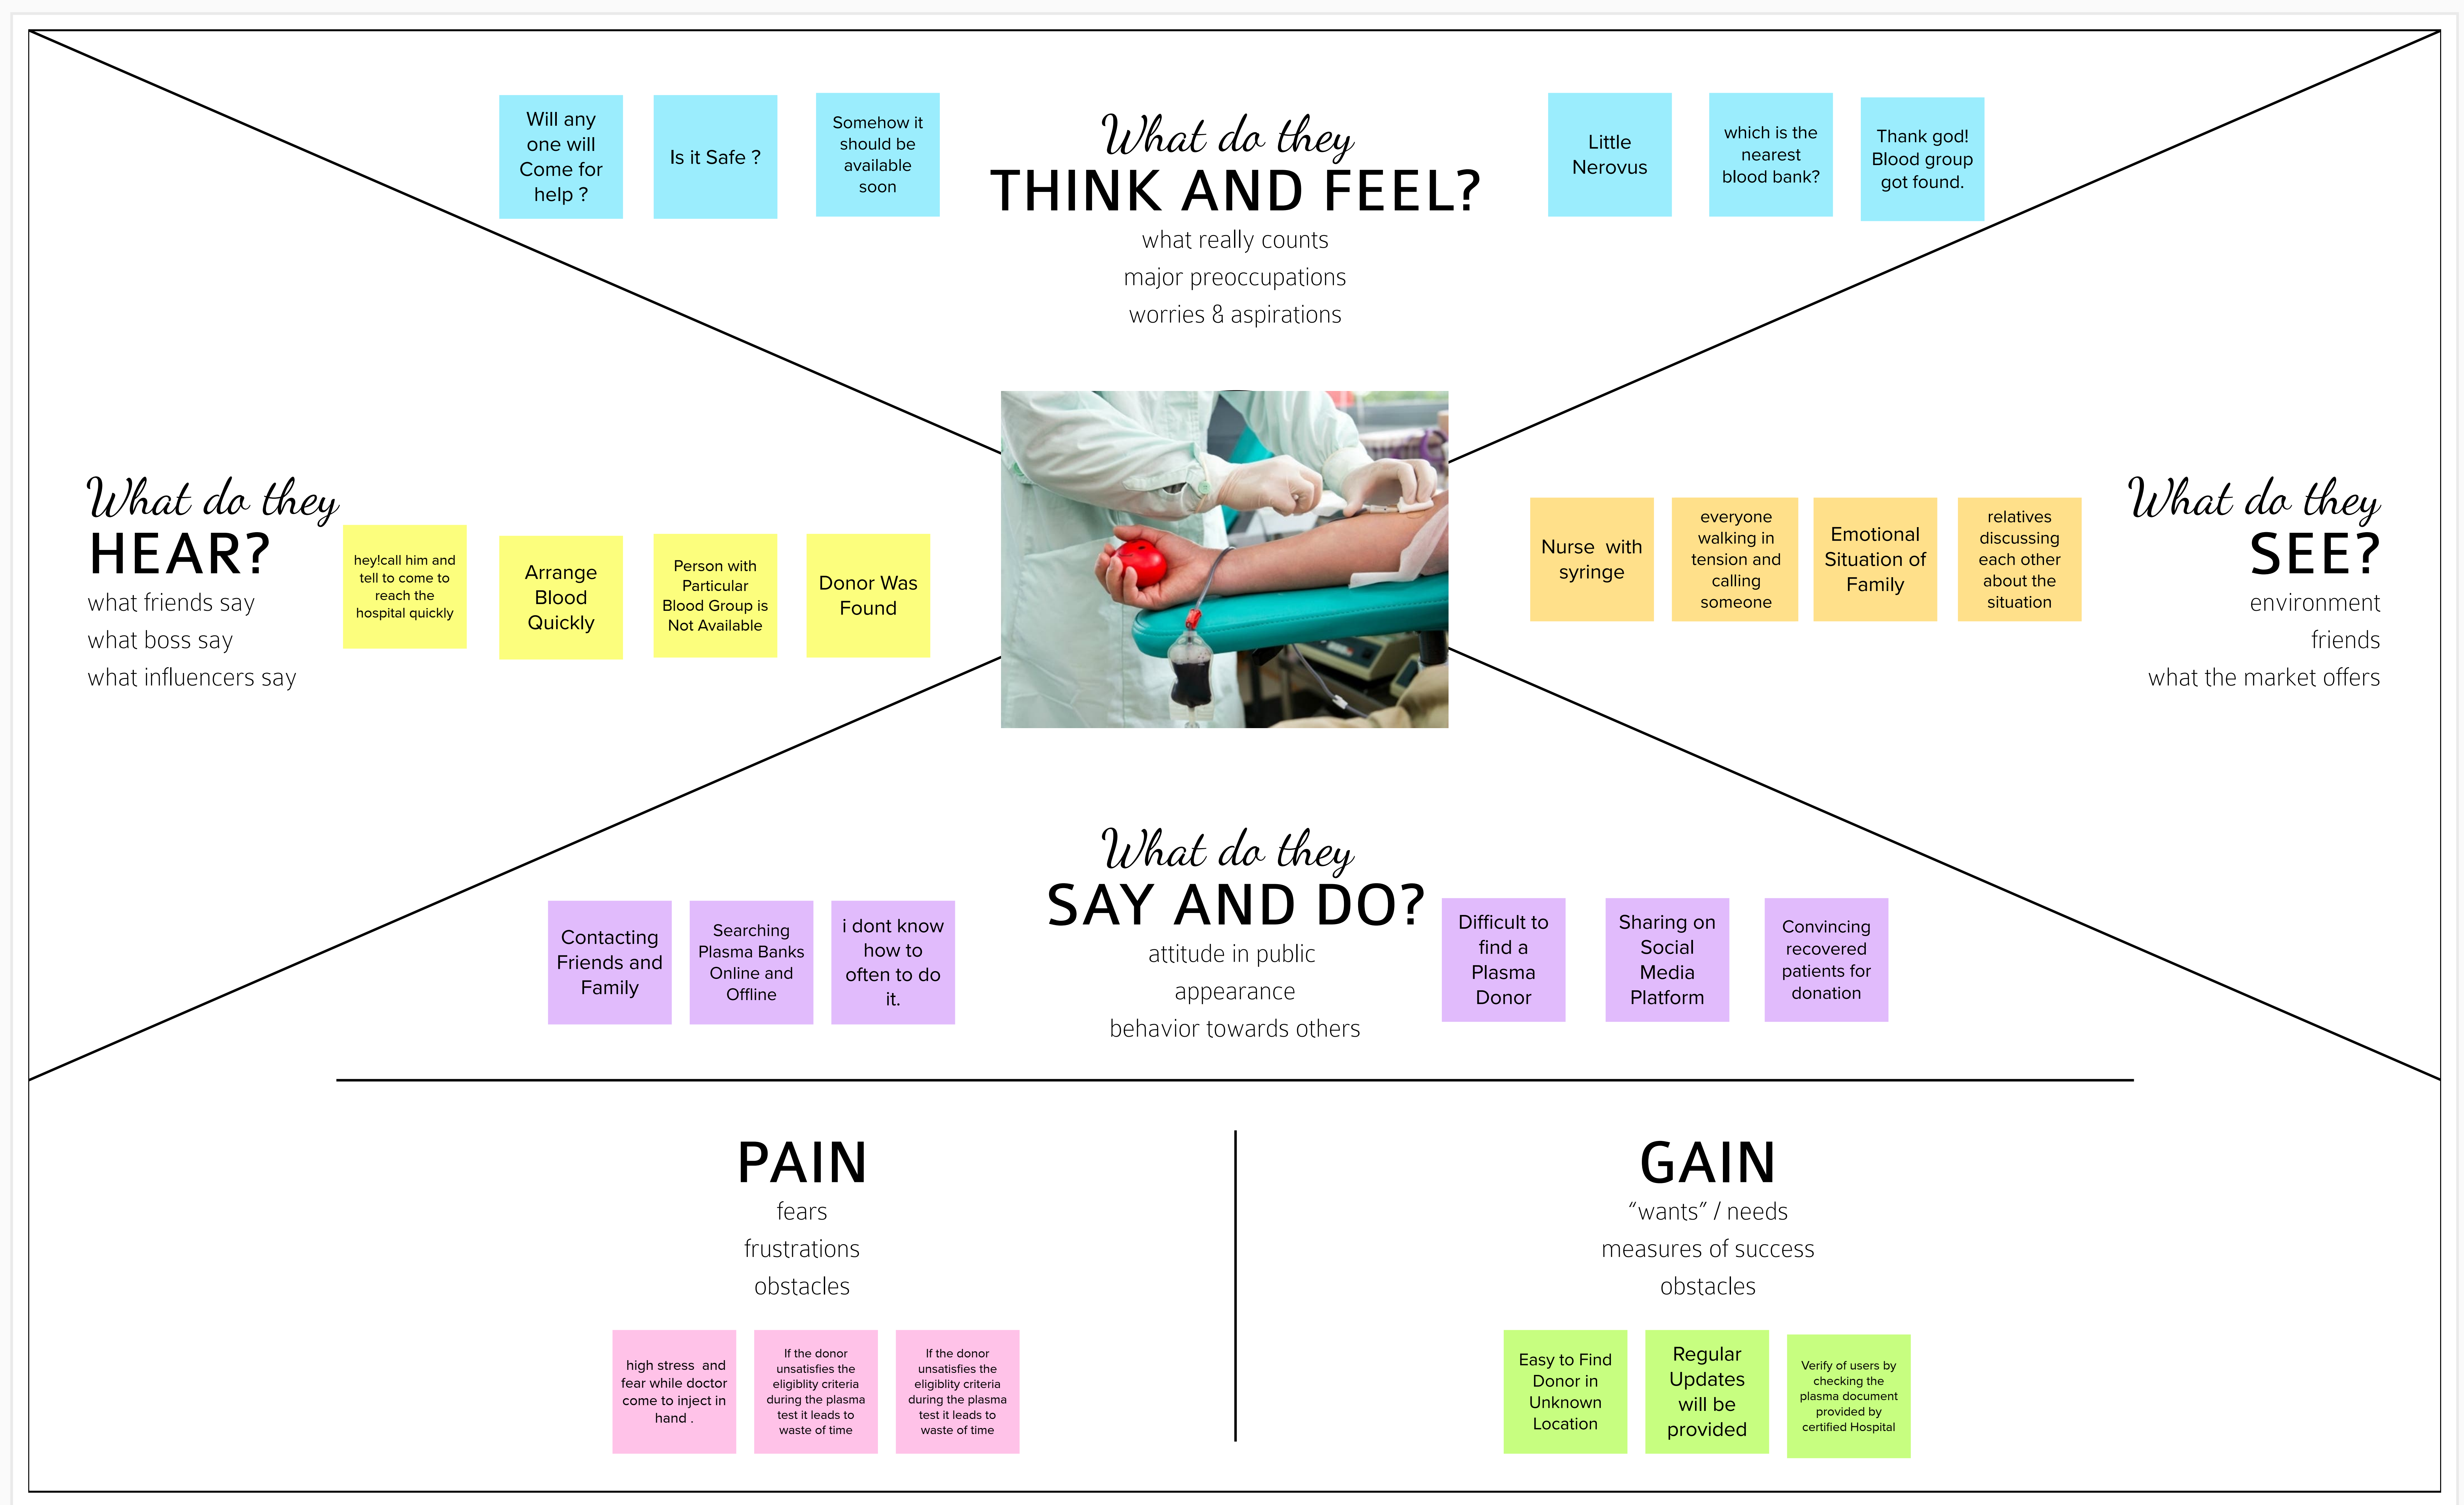 Will any
one will
Come for
help ?
Is it Safe ?
Somehow it
should be
available
soon
What do they
THINK AND FEEL?
what really counts
major preoccupations
worries & aspirations
Little
Nerovus
which is the
nearest
blood bank?
Thank god!
Blood group
got found.
What do they
HEAR?
what friends say
what boss say
what influencers say
hey!call him and
tell to come to
reach the
hospital quickly
Arrange
Blood
Quickly
Person with
Particular
Blood Group is
Not Available
Donor Was
Found
Nurse with
syringe
everyone
walking in
tension and
calling
someone
Emotional
Situation of
Family
relatives
discussing
each other
about the
situation
What do they
SEE?
environment
friends
what the market offers
Contacting
Friends and
Family
Searching
Plasma Banks
Online and
Offline
i dont know
how to
often to do
it.
What do they
SAY AND DO?
attitude in public
appearance
behavior towards others
Difficult to
find a
Plasma
Donor
Sharing on
Social
Media
Platform
Convincing
recovered
patients for
donation
PAIN
fears
frustrations
obstacles
high stress and
fear while doctor
come to inject in
hand .
If the donor
unsatisfies the
eligiblity criteria
during the plasma
test it leads to
waste of time
If the donor
unsatisfies the
eligiblity criteria
during the plasma
test it leads to
waste of time
GAIN
“wants” / needs
measures of success
obstacles
Easy to Find
Donor in
Unknown
Location
Regular
Updates
will be
provided
Verify of users by
checking the
plasma document
provided by
certified Hospital